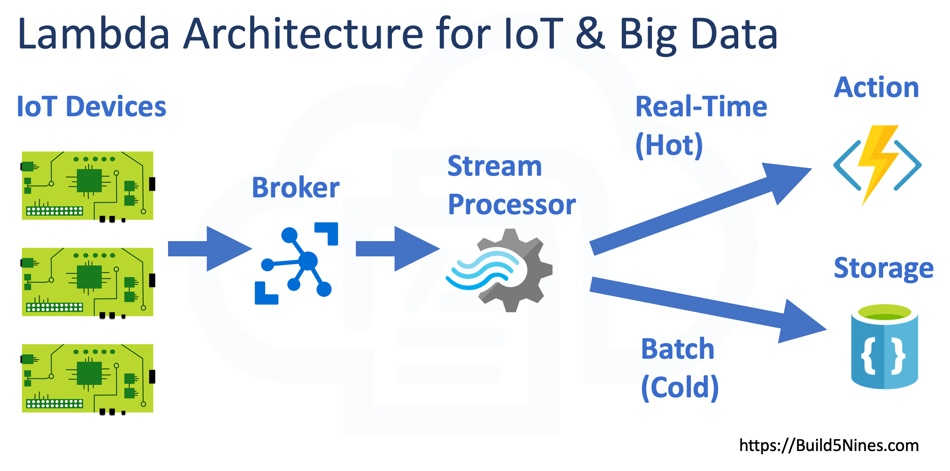 Lambda Architecture for IoT & Big Data
IoT Devices
Broker
Stream
Processor
Real-Time
(Hot)
Action
Storage
{ }
Batch
(Cold)
https://Build5Nines.com